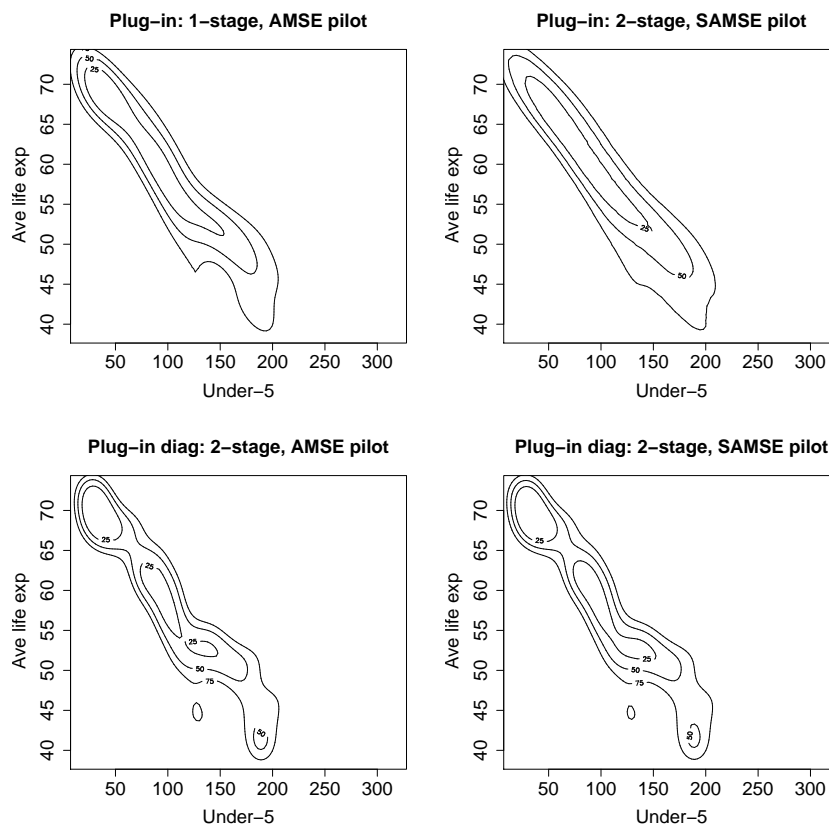 Plug−in: 1−stage, AMSE pilot
50
25
Ave life exp
40 45 50 55 60 65 70
50 100 150 200 250 300
Under−5
Plug−in: 2−stage, SAMSE pilot
25
50
Ave life exp
40 45 50 55 60 65 70
50 100 150 200 250 300
Under−5
Plug−in diag: 2−stage, AMSE pilot
25
25
25
50
75
50
Ave life exp
40 45 50 55 60 65 70
50 100 150 200 250 300
Under−5
Plug−in diag: 2−stage, SAMSE pilot
25
25
50
75
50
Ave life exp
40 45 50 55 60 65 70
50 100 150 200 250 300
Under−5